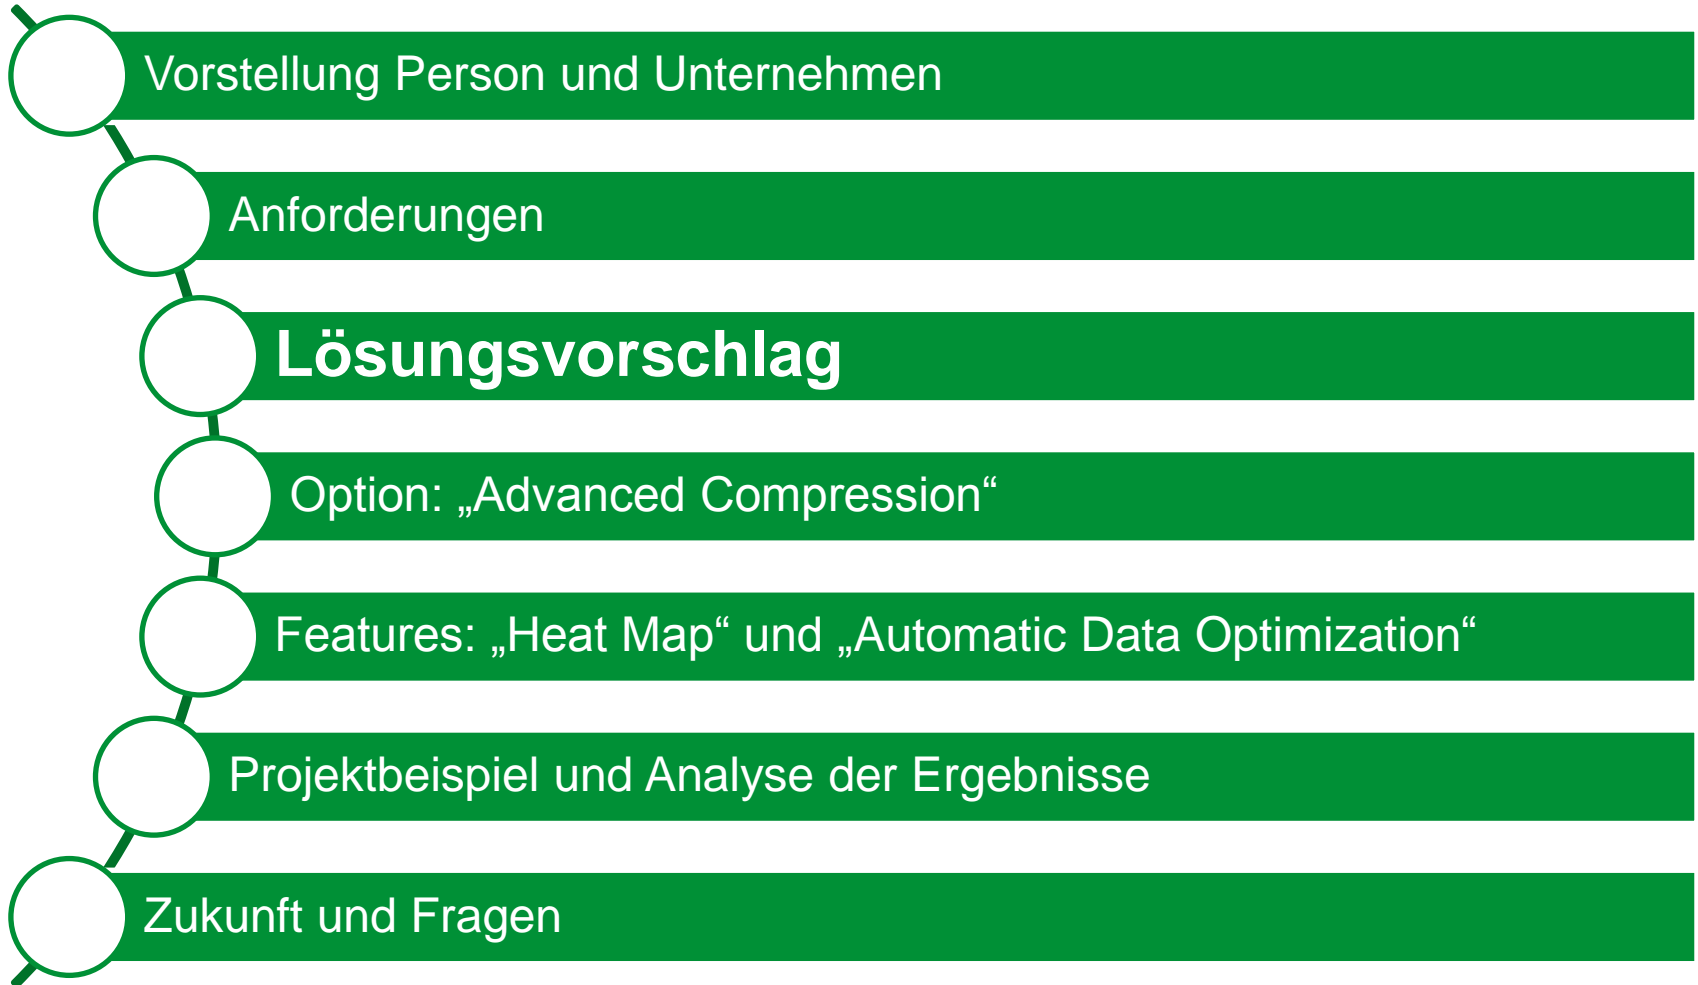 Vorstellung Person und Unternehmen
Anforderungen
Lösungsvorschlag
Option: „Advanced Compression“
Features: „Heat Map“ und „Automatic Data Optimization“
Projektbeispiel und Analyse der Ergebnisse
Zukunft und Fragen